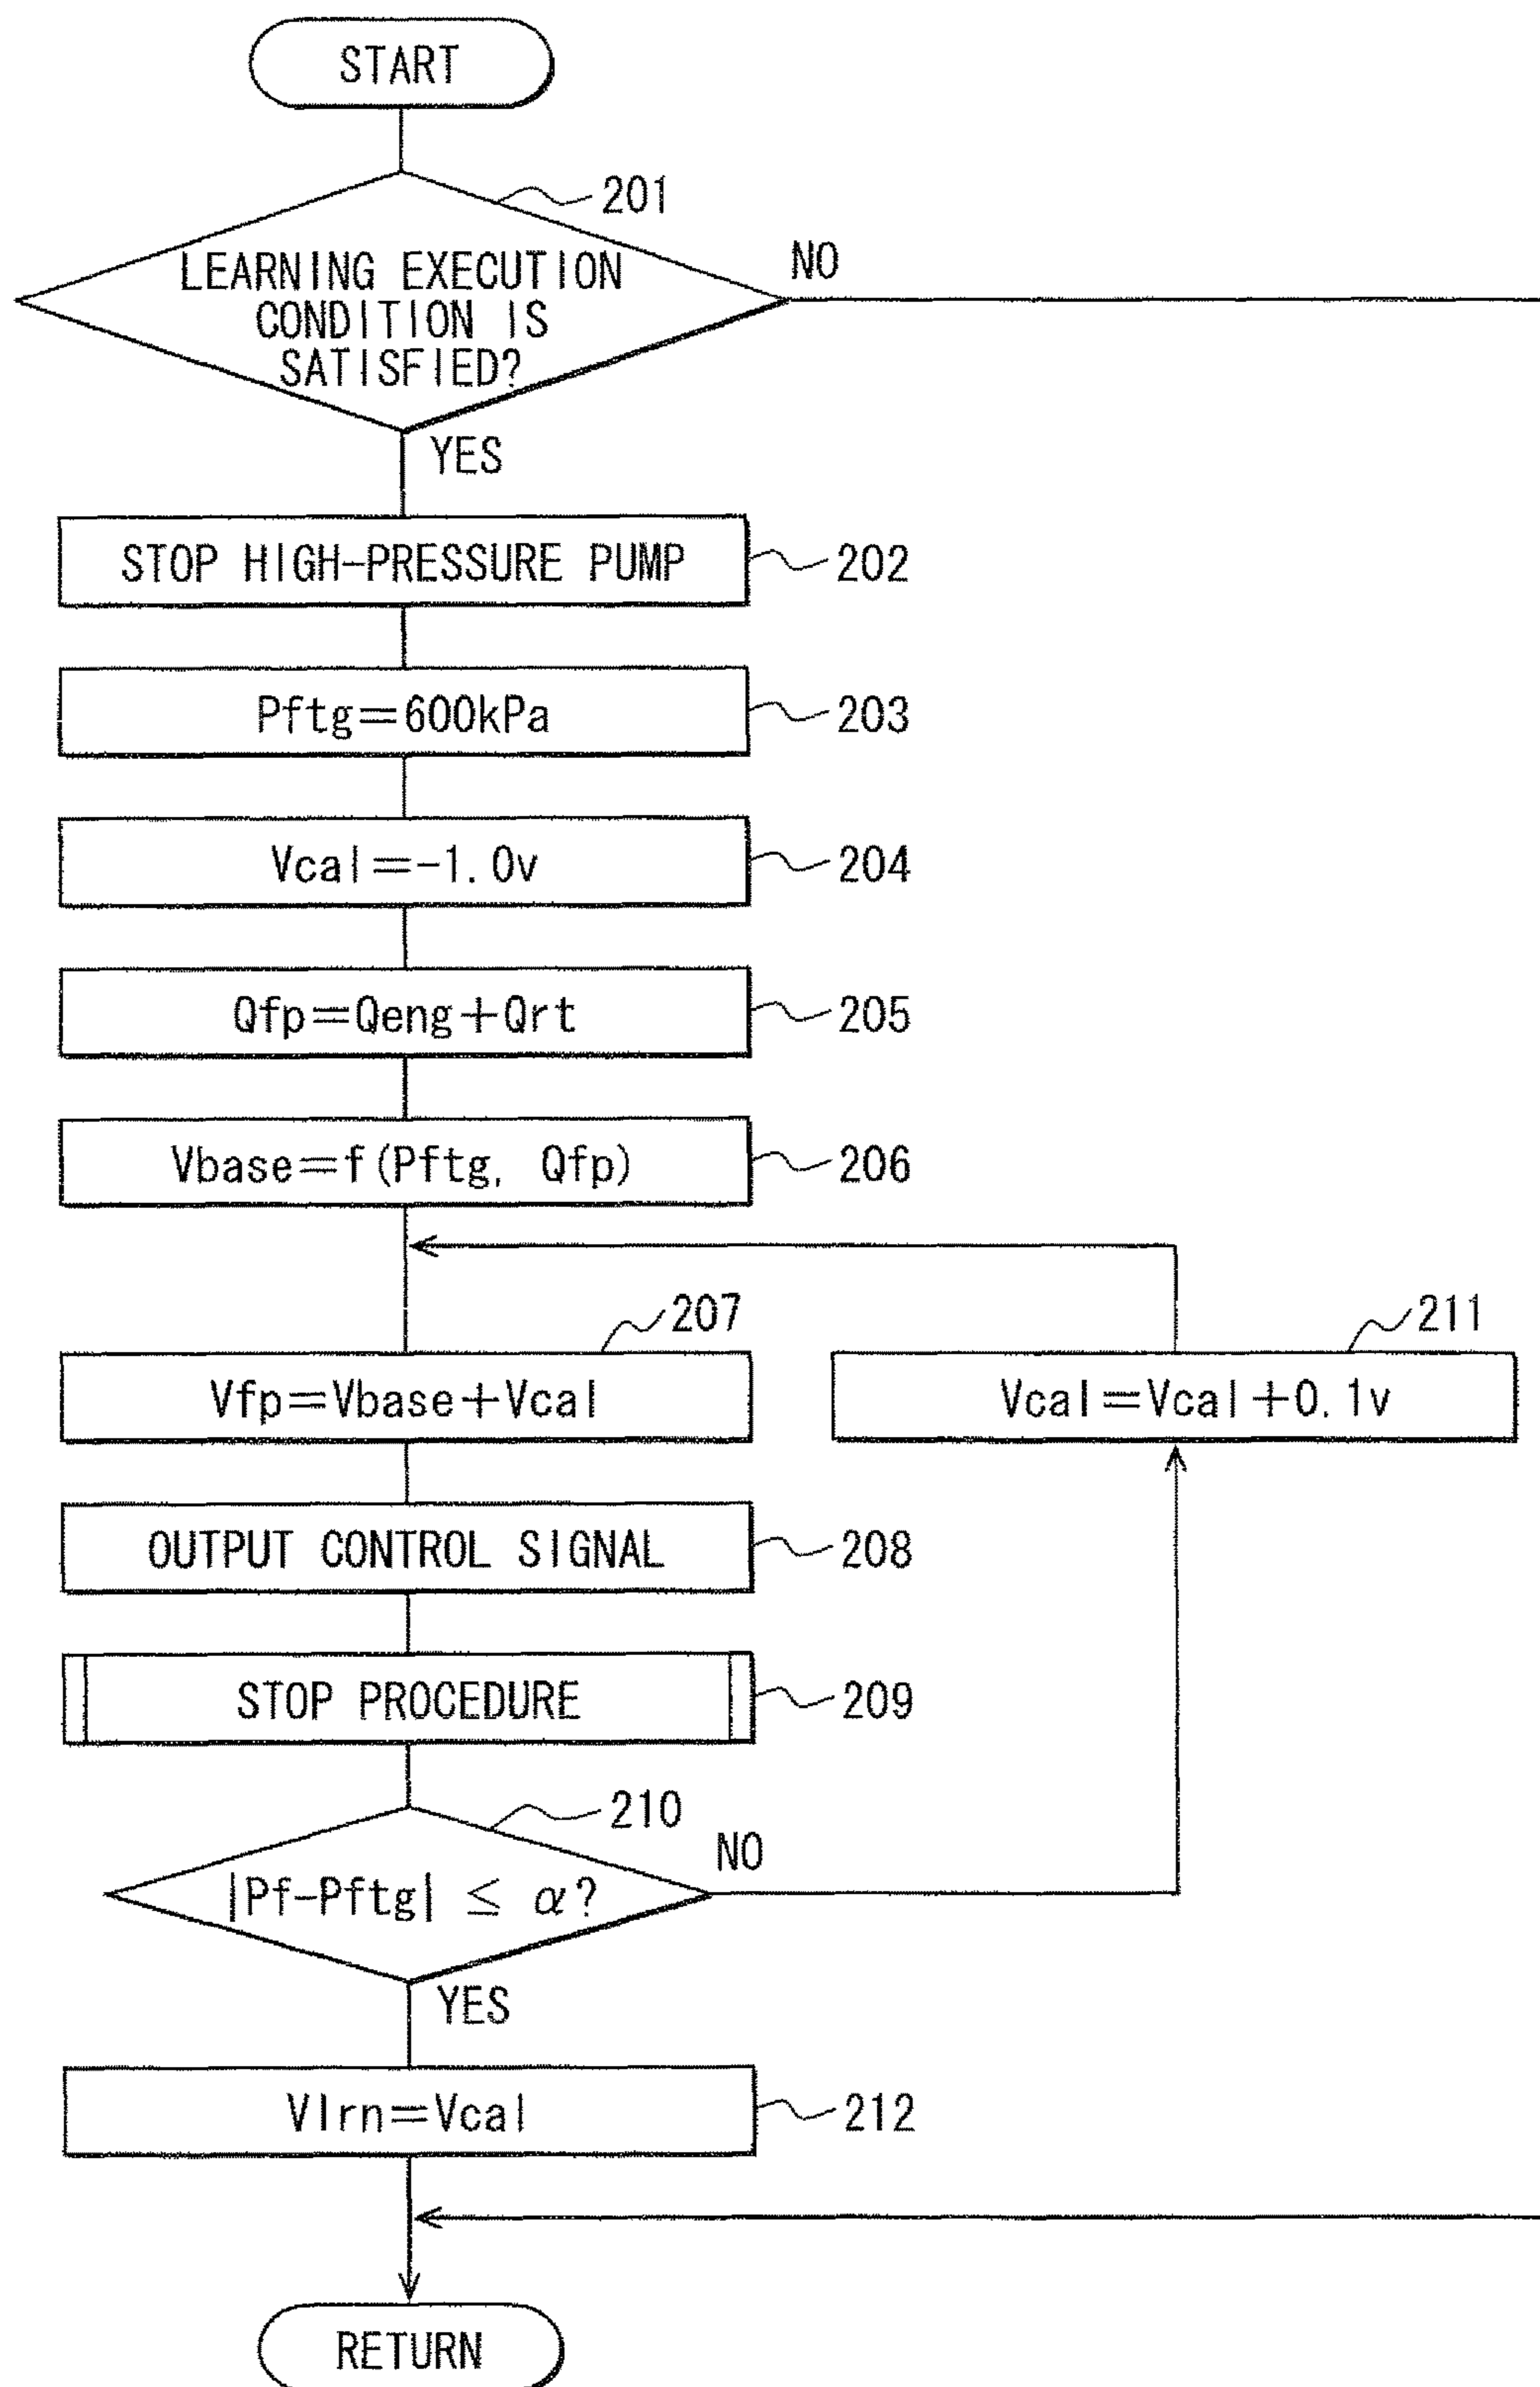 START
201
LEARNING EXECUTION
CONDITION IS
SATISFIED?
NO
YES
STOP HIGH-PRESSURE PUMP
202
Pftg=600kPa
203
Vcal=-1.0v
204
Qfp=Qeng+Qrt
205
Vbase=f(Pftg, Qfp)
206
207
Vfp=Vbase+Vcal
211
Vcal=Vcal+0.1v
OUTPUT CONTROL SIGNAL
208
STOP PROCEDURE
209
210
|Pf-Pftg| ≤ α?
NO
YES
Vlrn=Vcal
212
RETURN